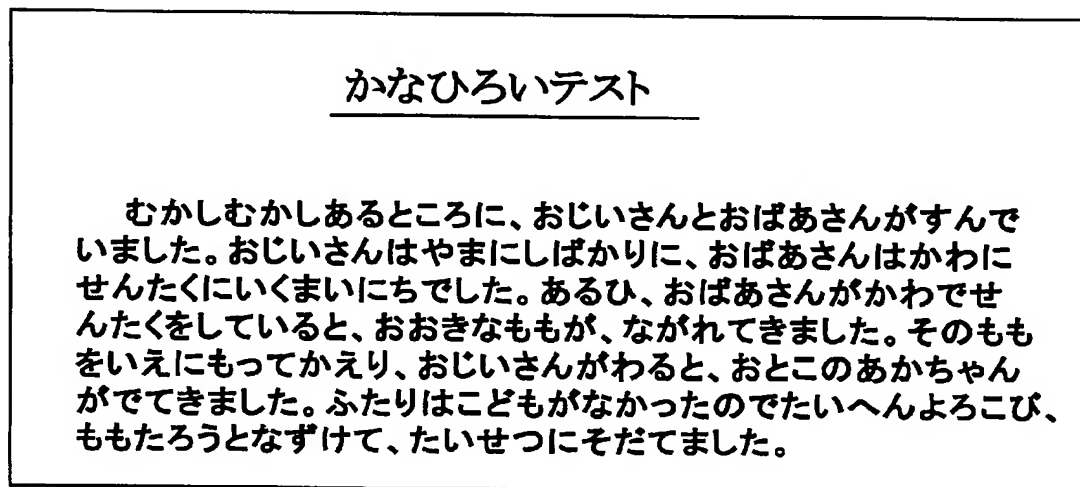 かなひろいテスト
むかしむかしあるところに、おじいさんとおばあさんがすんで
いました。おじいさんはやまにしばかりに、おばあさんはかわに
せんたくにいくまいにちでした。あるひ、おばあさんがかわでせ
んたくをしていると、おおきなももが、ながれてきました。そのもも
をいえにもってかえり、おじいさんがわると、おとこのあかちゃん
がでてきました。ふたりはこどもがなかったのでたいへんよろこび、
ももたろうとなずけて、たいせつにそだてました。